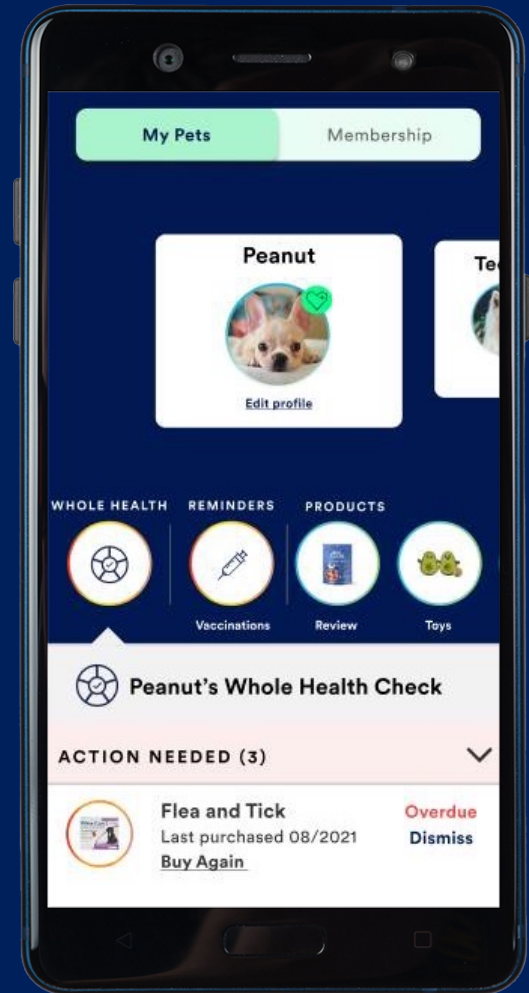 My Pets Membership
Peanut
Edit profile
WHOLE HEALTH REMINDERS PRODUCTS
Vaccinations Review Toys
Peanut's Whole Health Check
ACTION NEEDED (3)
Flea and Tick Overdue
Last purchased 08/2021 Dismiss
Buy Again